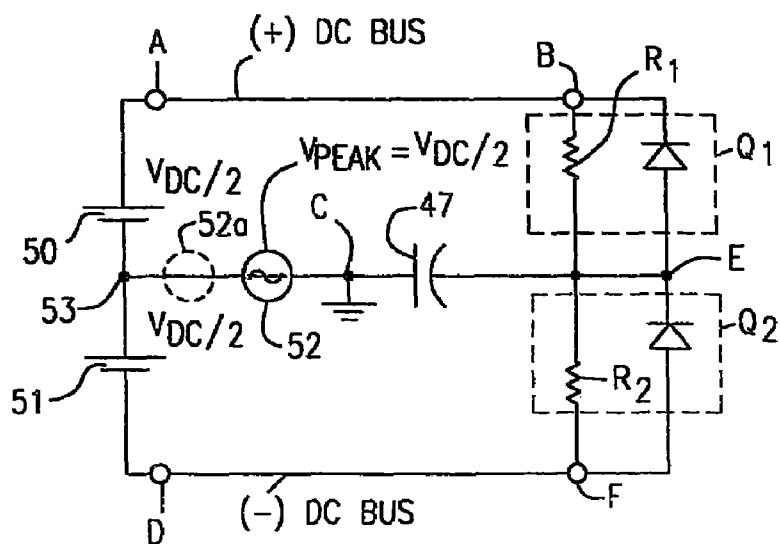 (+) DC BUS
A
B
R1
VPEAK = VDC/2
Q1
VDC/2
52a
C
47
50
E
53
VDC/2
52
Q2
51
R2
D
(-) DC BUS
F